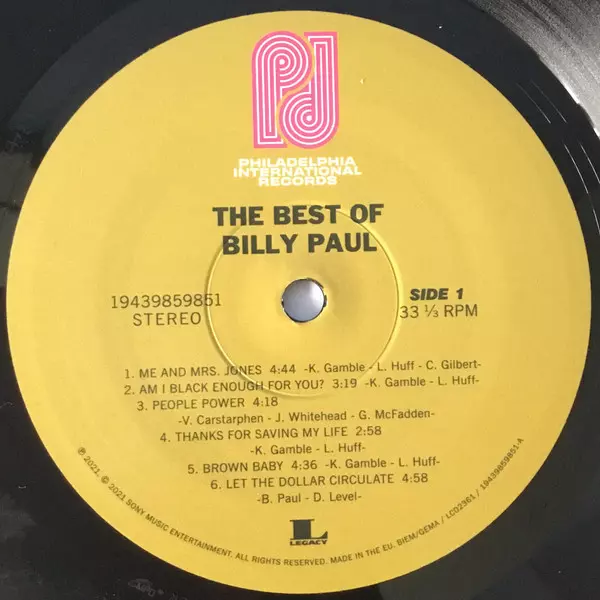 PHILADELPHIA
INTERNATIONAL
RECORDS
THE BEST OF
BILLY PAUL
19439859851
STEREO
SIDE 1
33 ⅓ RPM
1. ME AND MRS. JONES 4:44 -K. Gamble - L. Huff - C. Gilbert-
2. AM I BLACK ENOUGH FOR YOU? 3:19 -K. Gamble - L. Huff-
3. PEOPLE POWER 4:18
-V. Carstarphen - J. Whitehead - G. McFadden-
4. THANKS FOR SAVING MY LIFE 2:58
-K. Gamble - L. Huff-
5. BROWN BABY 4:36 -K. Gamble - L. Huff-
6. LET THE DOLLAR CIRCULATE 4:58
-B. Paul - D. Level-
L
LEGACY
℗ 2021, © 2021 SONY MUSIC ENTERTAINMENT. ALL RIGHTS RESERVED. MADE IN THE EU. BIEM/GEMA / LC02361 / 19439859851-A